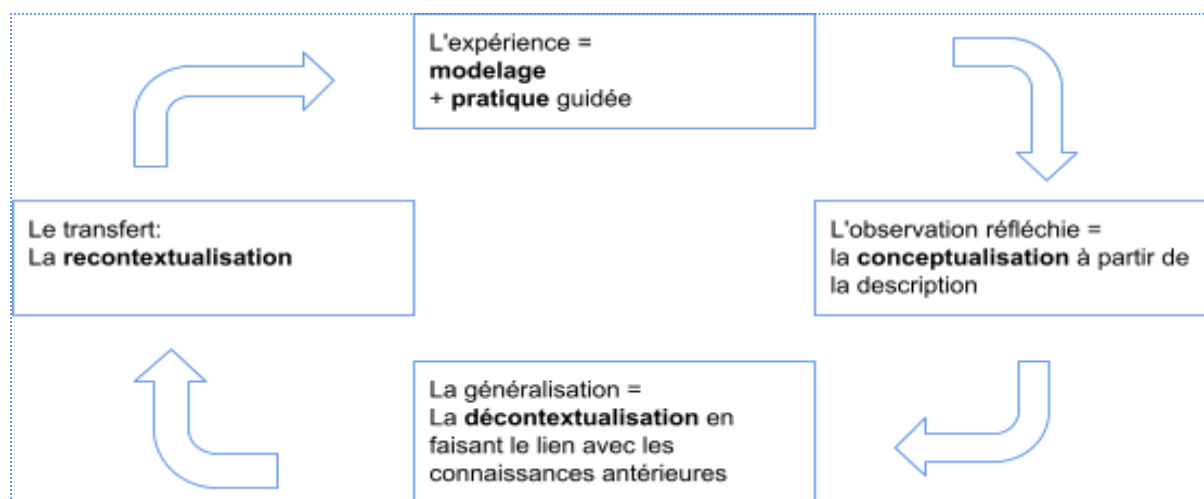 L'expérience =
modelage
+ pratique guidée
Le transfert:
La recontextualisation
L'observation réfléchie =
la conceptualisation à partir de
la description
La généralisation =
La décontextualisation en
faisant le lien avec les
connaissances antérieures